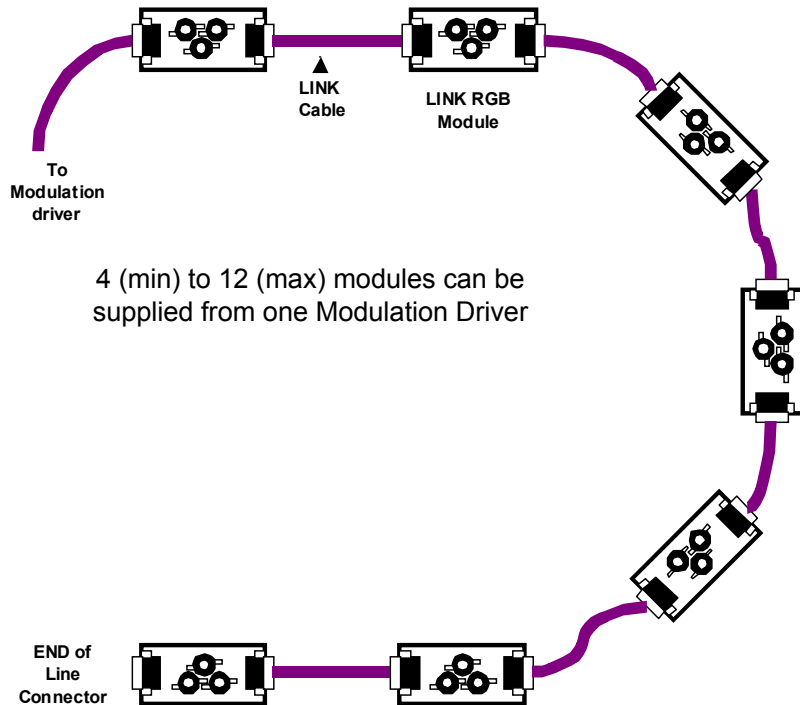 LINK
Cable
LINK RGB
Module
To
Modulation
driver
4 (min) to 12 (max) modules can be
supplied from one Modulation Driver
END of
Line
Connector